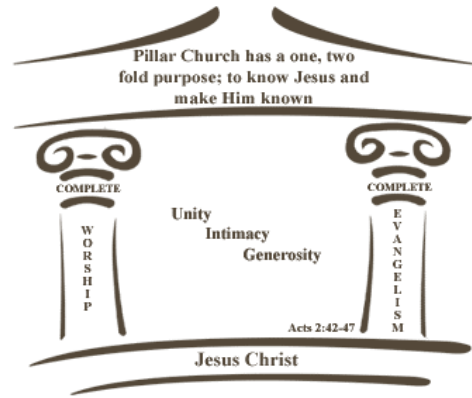 Pillar Church has a one, two
fold purpose; to know Jesus and
make Him known
COMPLETE
WORSHIP
Unity
Intimacy
Generosity
COMPLETE
EVANGELISM
Acts 2:42-47
Jesus Christ